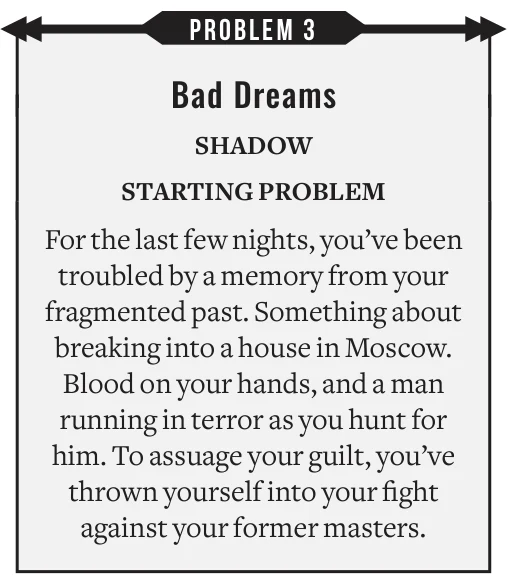 PROBLEM 3
Bad Dreams
SHADOW
STARTING PROBLEM
For the last few nights, you've been
troubled by a memory from your
fragmented past. Something about
breaking into a house in Moscow.
Blood on your hands, and a man
running in terror as you hunt for
him. To assuage your guilt, you've
thrown yourself into your fight
against your former masters.